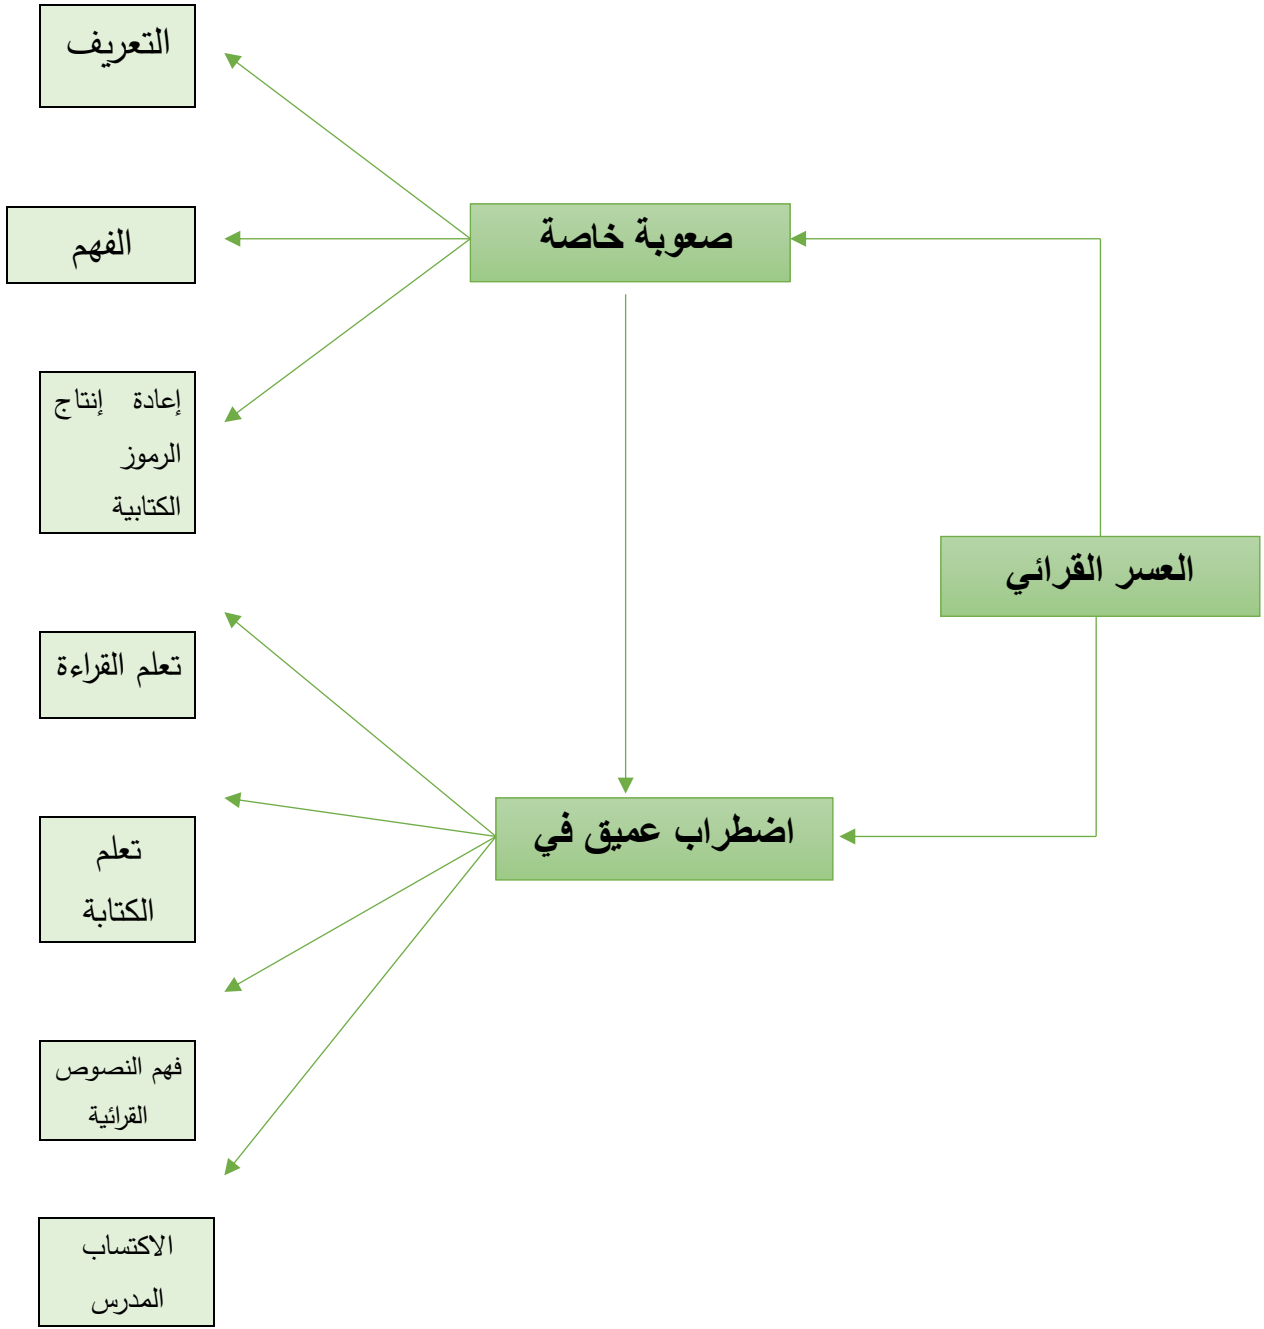 التعريف
صعوبة خاصة
الفهم
إعادة إنتاج
الرموز
الكتابية
العسر القرائي
تعلم القراءة
اضطراب عميق في
تعلم
الكتابة
فهم النصوص
القرائية
الاكتساب
المدرس